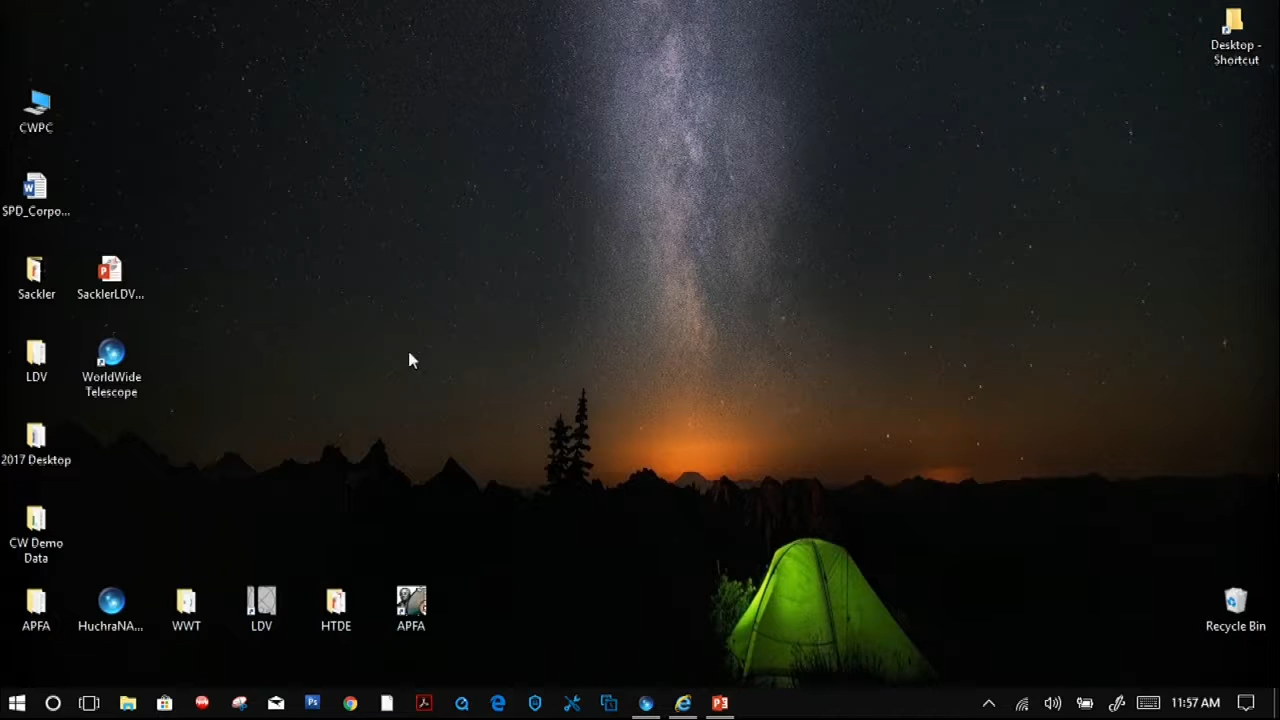 Desktop -
Shortcut
CWPC
SPD_Corpo...
Sackler
SacklerLDV...
LDV
WorldWide
Telescope
2017 Desktop
CW Demo
Data
APFA
HuchraNA...
WWT
LDV
HTDE
APFA
Recycle Bin
11:57 AM